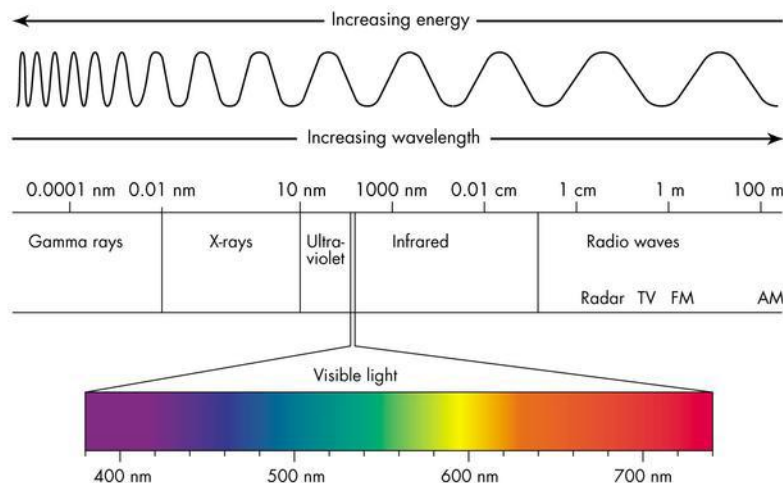 Increasing energy
Increasing wavelength
0.0001 nm 0.01 nm 10 nm 1000 nm 0.01 cm 1 cm 1 m 100 m
Gamma rays X-rays Ultra- Infrared Radio waves
violet
Radar TV FM AM
Visible light
400 nm 500 nm 600 nm 700 nm